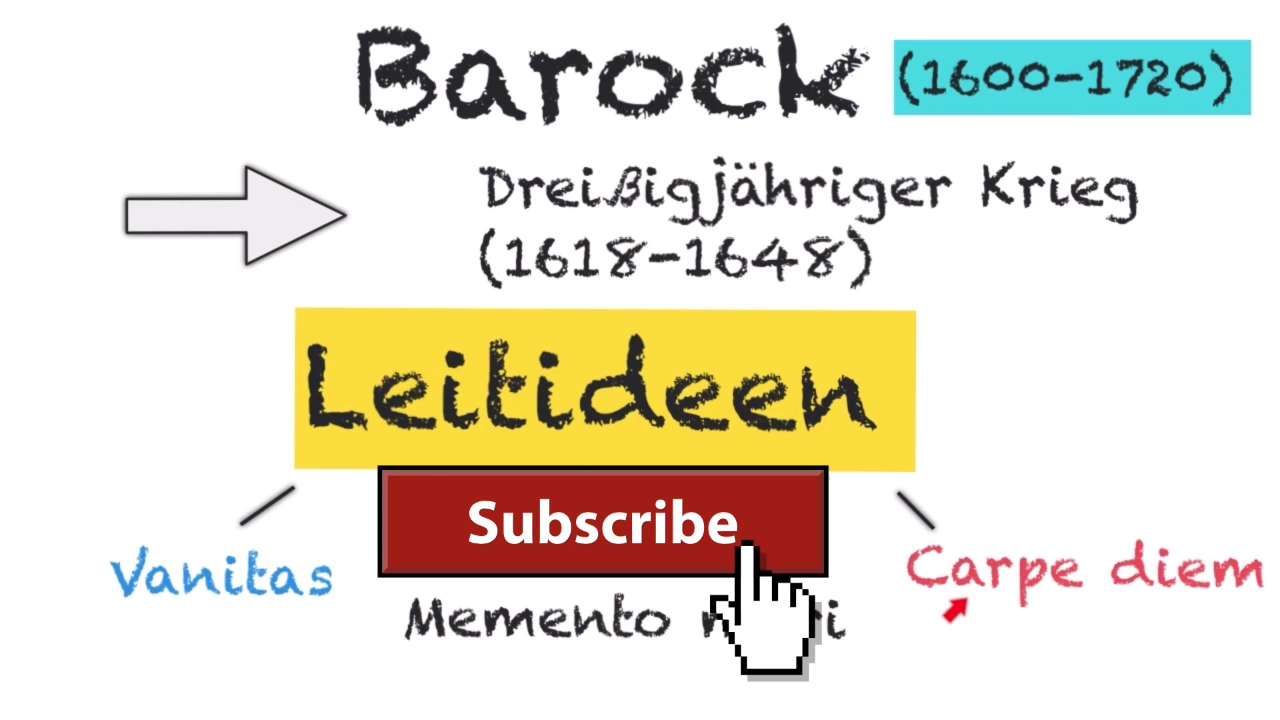 Barock (1600-1720)
Dreißigjähriger Krieg
(1618-1648)
Leitideen
Subscribe
Vanitas
Carpe diem
Memento